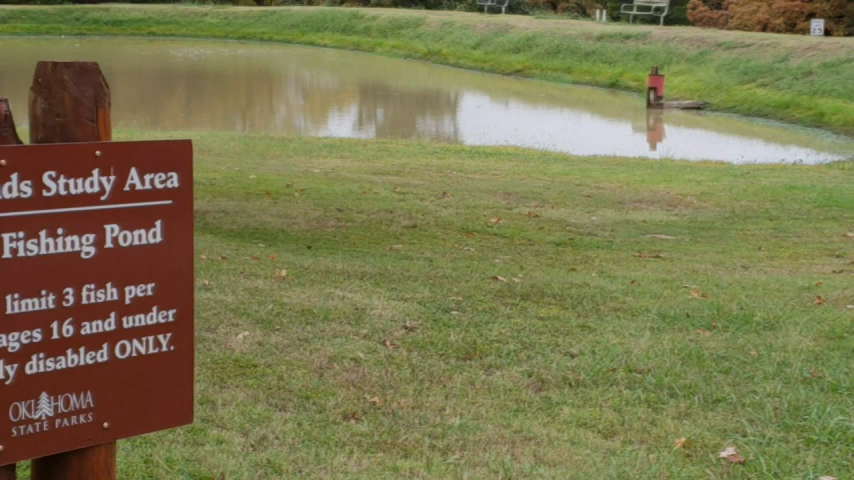 ds Study Area
Fishing Pond
limit 3 fish per
ages 16 and under
ly disabled ONLY.
OKLAHOMA
STATE PARKS
25